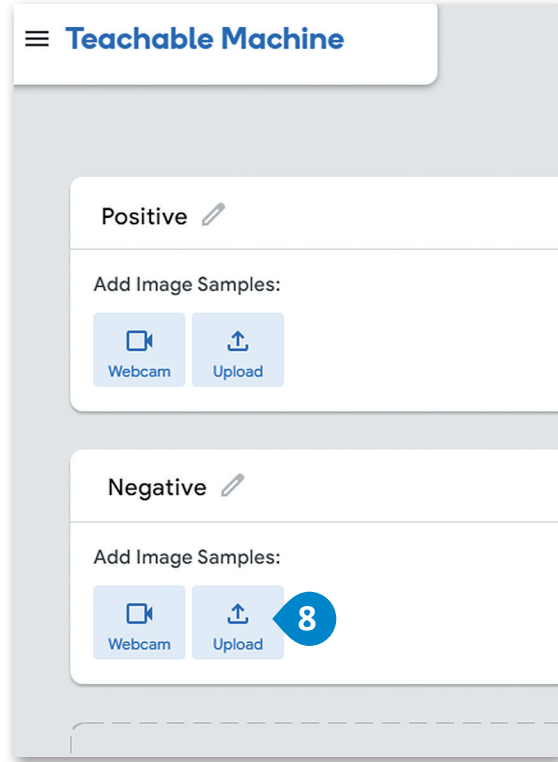 Teachable Machine
Positive
Add Image Samples:
Webcam Upload
Negative
Add Image Samples:
Webcam Upload 8